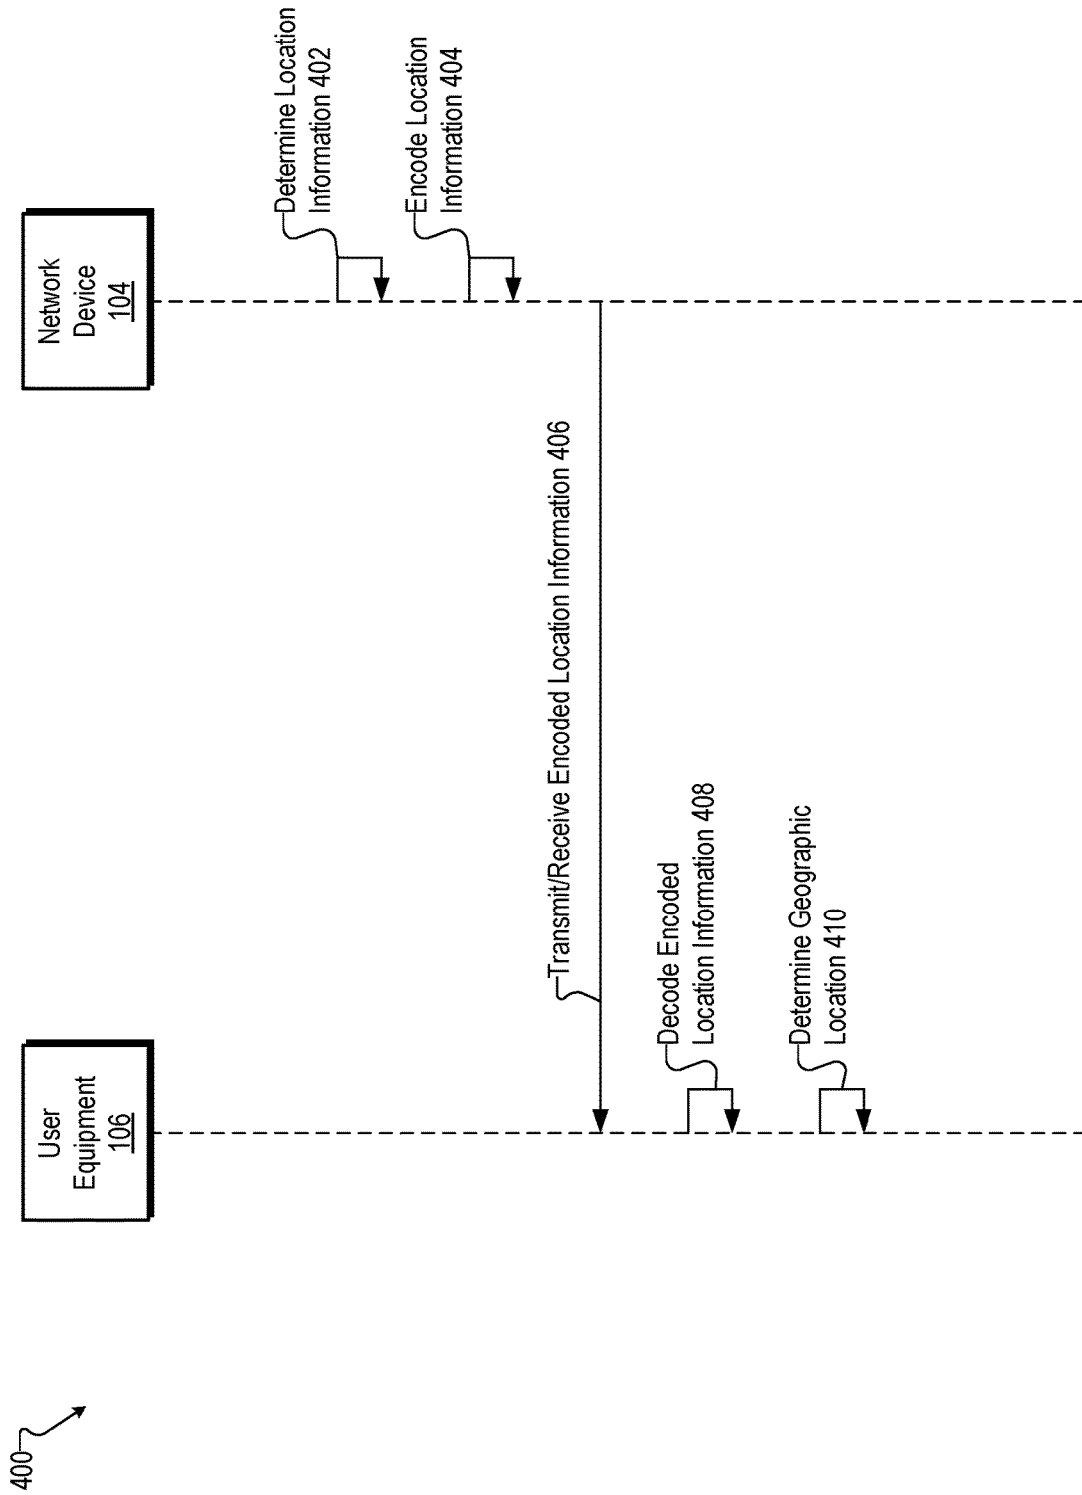 400
User
Equipment
106
Network
Device
104
Determine Location
Information 402
Encode Location
Information 404
Transmit/Receive Encoded Location Information 406
Decode Encoded
Location Information 408
Determine Geographic
Location 410